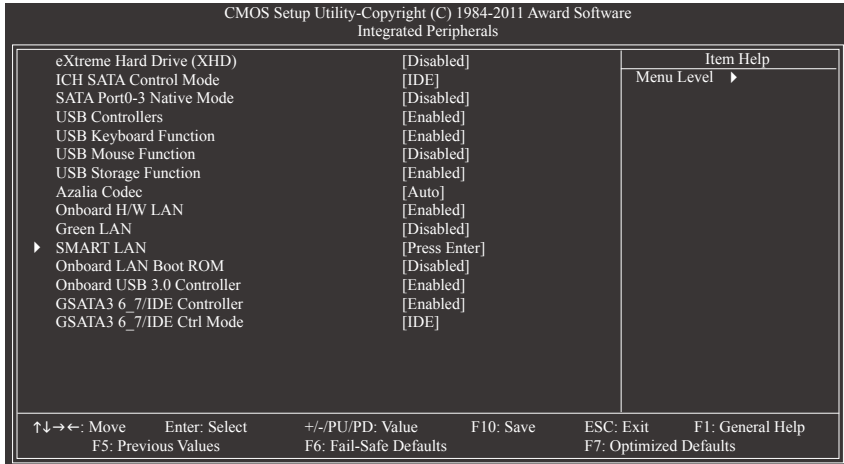 CMOS Setup Utility-Copyright (C) 1984-2011 Award Software
Integrated Peripherals
eXtreme Hard Drive (XHD) [Disabled]
ICH SATA Control Mode [IDE]
SATA Port0-3 Native Mode [Disabled]
USB Controllers [Enabled]
USB Keyboard Function [Enabled]
USB Mouse Function [Disabled]
USB Storage Function [Enabled]
Azalia Codec [Auto]
Onboard H/W LAN [Enabled]
Green LAN [Disabled]
SMART LAN [Press Enter]
Onboard LAN Boot ROM [Disabled]
Onboard USB 3.0 Controller [Enabled]
GSATA3 6_7/IDE Controller [Enabled]
GSATA3 6_7/IDE Ctrl Mode [IDE]
Item Help
Menu Level
↑↓→←: Move Enter: Select +/-/PU/PD: Value F10: Save ESC: Exit F1: General Help
F5: Previous Values F6: Fail-Safe Defaults F7: Optimized Defaults